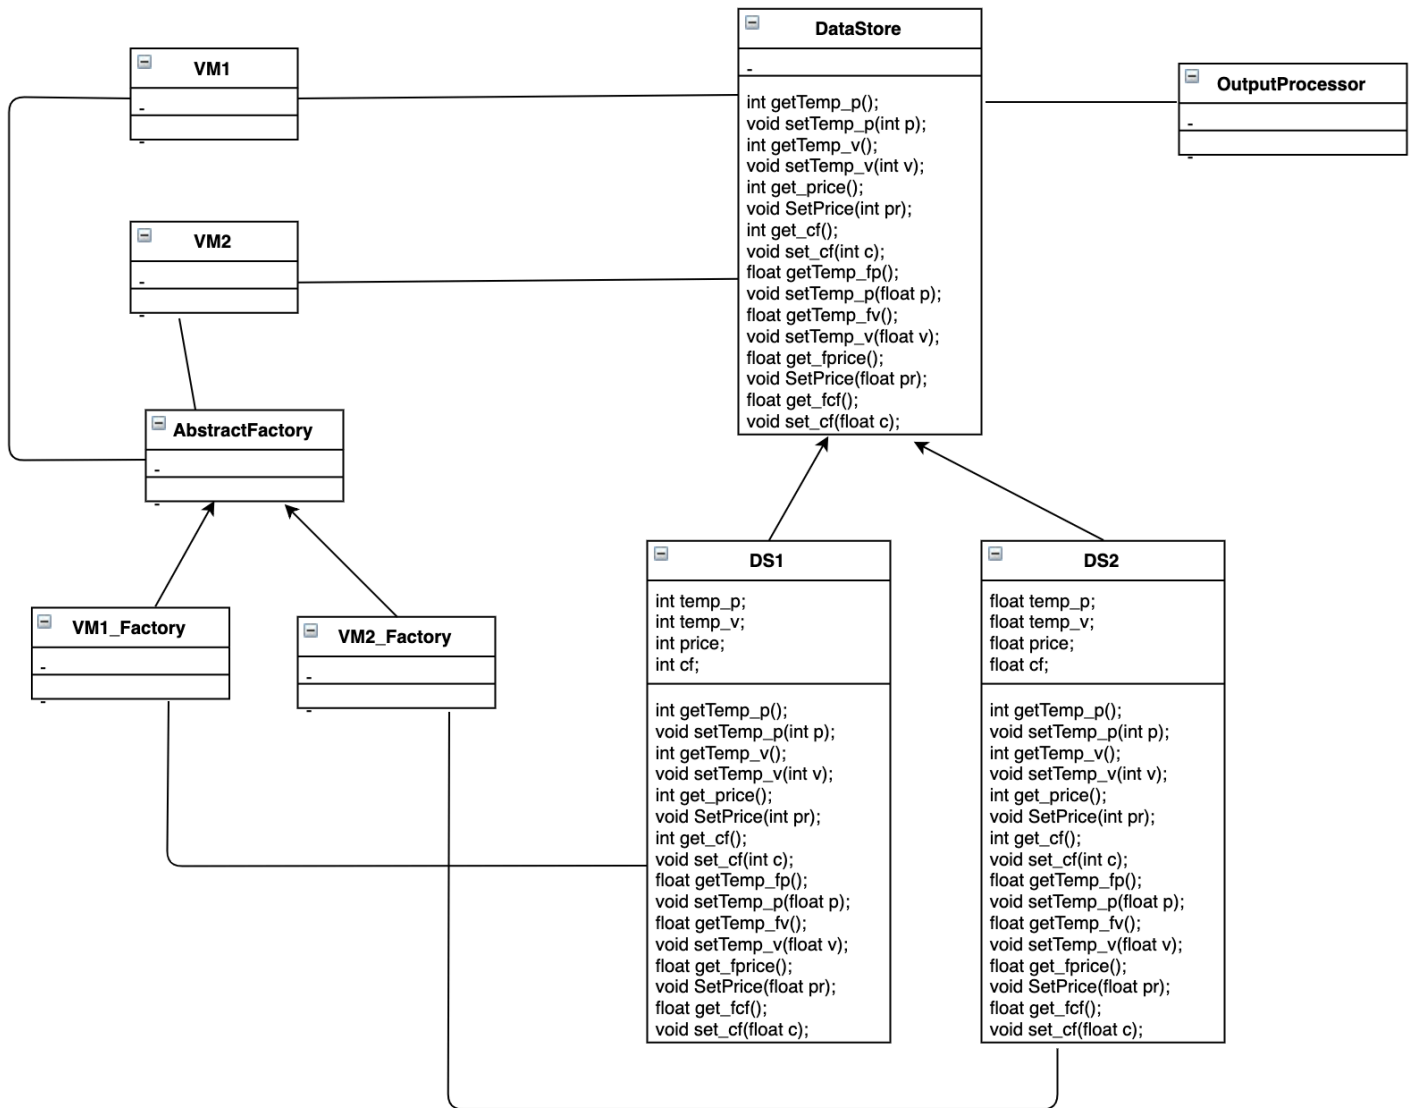 VM1
-
-
DataStore
-
int getTemp_p();
void setTemp_p(int p);
int getTemp_v();
void setTemp_v(int v);
int get_price();
void SetPrice(int pr);
int get_cf();
void set_cf(int c);
float getTemp_fp();
void setTemp_p(float p);
float getTemp_fv();
void setTemp_v(float v);
float get_fprice();
void SetPrice(float pr);
float get_fcf();
void set_cf(float c);
OutputProcessor
-
-
VM2
-
-
AbstractFactory
-
-
VM1_Factory
-
-
VM2_Factory
-
-
DS1
int temp_p;
int temp_v;
int price;
int cf;
int getTemp_p();
void setTemp_p(int p);
int getTemp_v();
void setTemp_v(int v);
int get_price();
void SetPrice(int pr);
int get_cf();
void set_cf(int c);
float getTemp_fp();
void setTemp_p(float p);
float getTemp_fv();
void setTemp_v(float v);
float get_fprice();
void SetPrice(float pr);
float get_fcf();
void set_cf(float c);
DS2
float temp_p;
float temp_v;
float price;
float cf;
int getTemp_p();
void setTemp_p(int p);
int getTemp_v();
void setTemp_v(int v);
int get_price();
void SetPrice(int pr);
int get_cf();
void set_cf(int c);
float getTemp_fp();
void setTemp_p(float p);
float getTemp_fv();
void setTemp_v(float v);
float get_fprice();
void SetPrice(float pr);
float get_fcf();
void set_cf(float c);